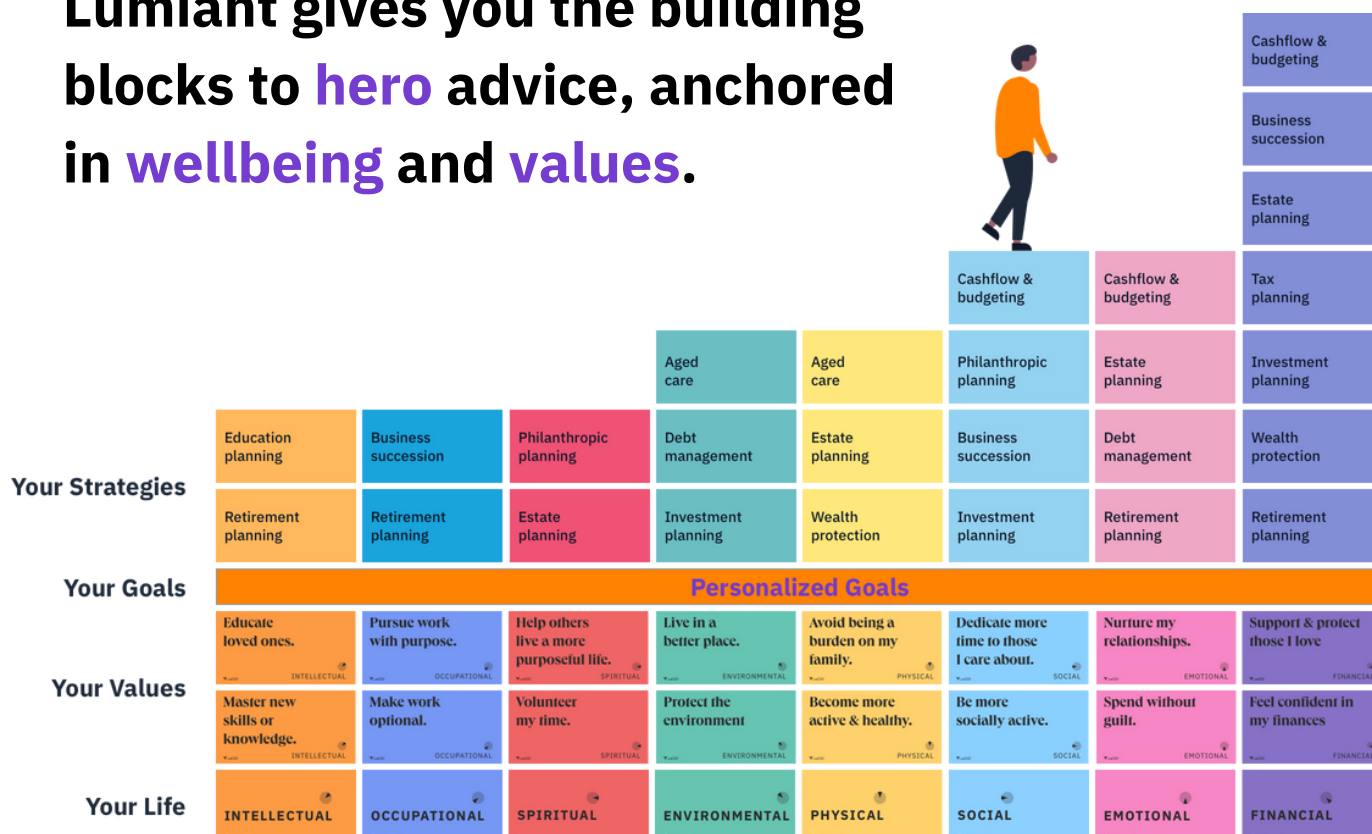 Lumiant gives you the building
blocks to hero advice, anchored
in wellbeing and values.
Cashflow &
budgeting
Business
succession
Estate
planning
Cashflow &
budgeting
Cashflow &
budgeting
Tax
planning
Aged
care
Aged
care
Philanthropic
planning
Estate
planning
Investment
planning
Your Strategies
Education
planning
Business
succession
Philanthropic
planning
Debt
management
Estate
planning
Business
succession
Debt
management
Wealth
protection
Retirement
planning
Retirement
planning
Estate
planning
Investment
planning
Wealth
protection
Investment
planning
Retirement
planning
Retirement
planning
Your Goals
Personalized Goals
Your Values
Educate
loved ones.
INTELLECTUAL
Pursue work
with purpose.
OCCUPATIONAL
Help others
live a more
purposeful life.
SPIRITUAL
Live in a
better place.
ENVIRONMENTAL
Avoid being a
burden on my
family.
PHYSICAL
Dedicate more
time to those
I care about.
SOCIAL
Nurture my
relationships.
EMOTIONAL
Support & protect
those I love
FINANCIAL
Master new
skills or
knowledge.
INTELLECTUAL
Make work
optional.
OCCUPATIONAL
Volunteer
my time.
SPIRITUAL
Protect the
environment
ENVIRONMENTAL
Become more
active & healthy.
PHYSICAL
Be more
socially active.
SOCIAL
Spend without
guilt.
EMOTIONAL
Feel confident in
my finances
FINANCIAL
Your Life
INTELLECTUAL
OCCUPATIONAL
SPIRITUAL
ENVIRONMENTAL
PHYSICAL
SOCIAL
EMOTIONAL
FINANCIAL